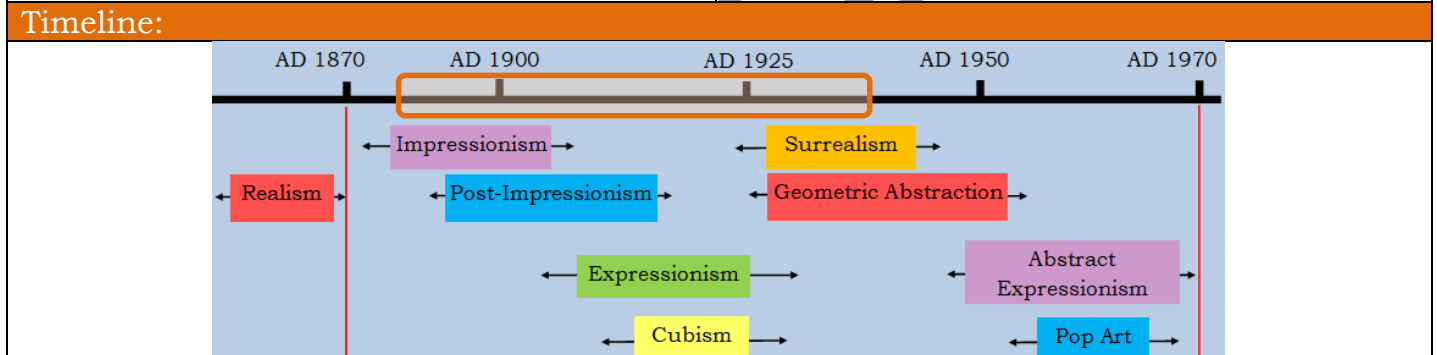 Timeline:
AD 1870 AD 1900 AD 1925 AD 1950 AD 1970
Impressionism Surrealism
Realism Post-Impressionism Geometric Abstraction
Expressionism Abstract
Expressionism
Cubism Pop Art